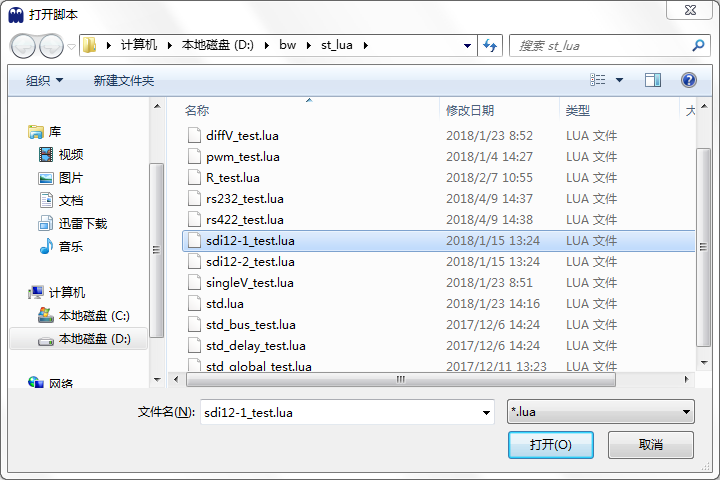 打开脚本
计算机 本地磁盘 (D:) bw st_lua 搜索 st_lua
组织 新建文件夹
名称 修改日期 类型 大
库
视频
图片
文档
迅雷下载
音乐
计算机
本地磁盘 (C:)
本地磁盘 (D:)
网络
diffV_test.lua 2018/1/23 8:52 LUA 文件
pwm_test.lua 2018/1/4 14:27 LUA 文件
R_test.lua 2018/2/7 10:55 LUA 文件
rs232_test.lua 2018/4/9 14:37 LUA 文件
rs422_test.lua 2018/4/9 14:38 LUA 文件
sdi12-1_test.lua 2018/1/15 13:24 LUA 文件
sdi12-2_test.lua 2018/1/15 13:24 LUA 文件
singleV_test.lua 2018/1/23 8:51 LUA 文件
std.lua 2018/1/23 14:16 LUA 文件
std_bus_test.lua 2017/12/6 14:24 LUA 文件
std_delay_test.lua 2017/12/6 14:24 LUA 文件
std_global_test.lua 2017/12/11 13:23 LUA 文件
文件名(N): sdi12-1_test.lua *.lua
打开(O) 取消